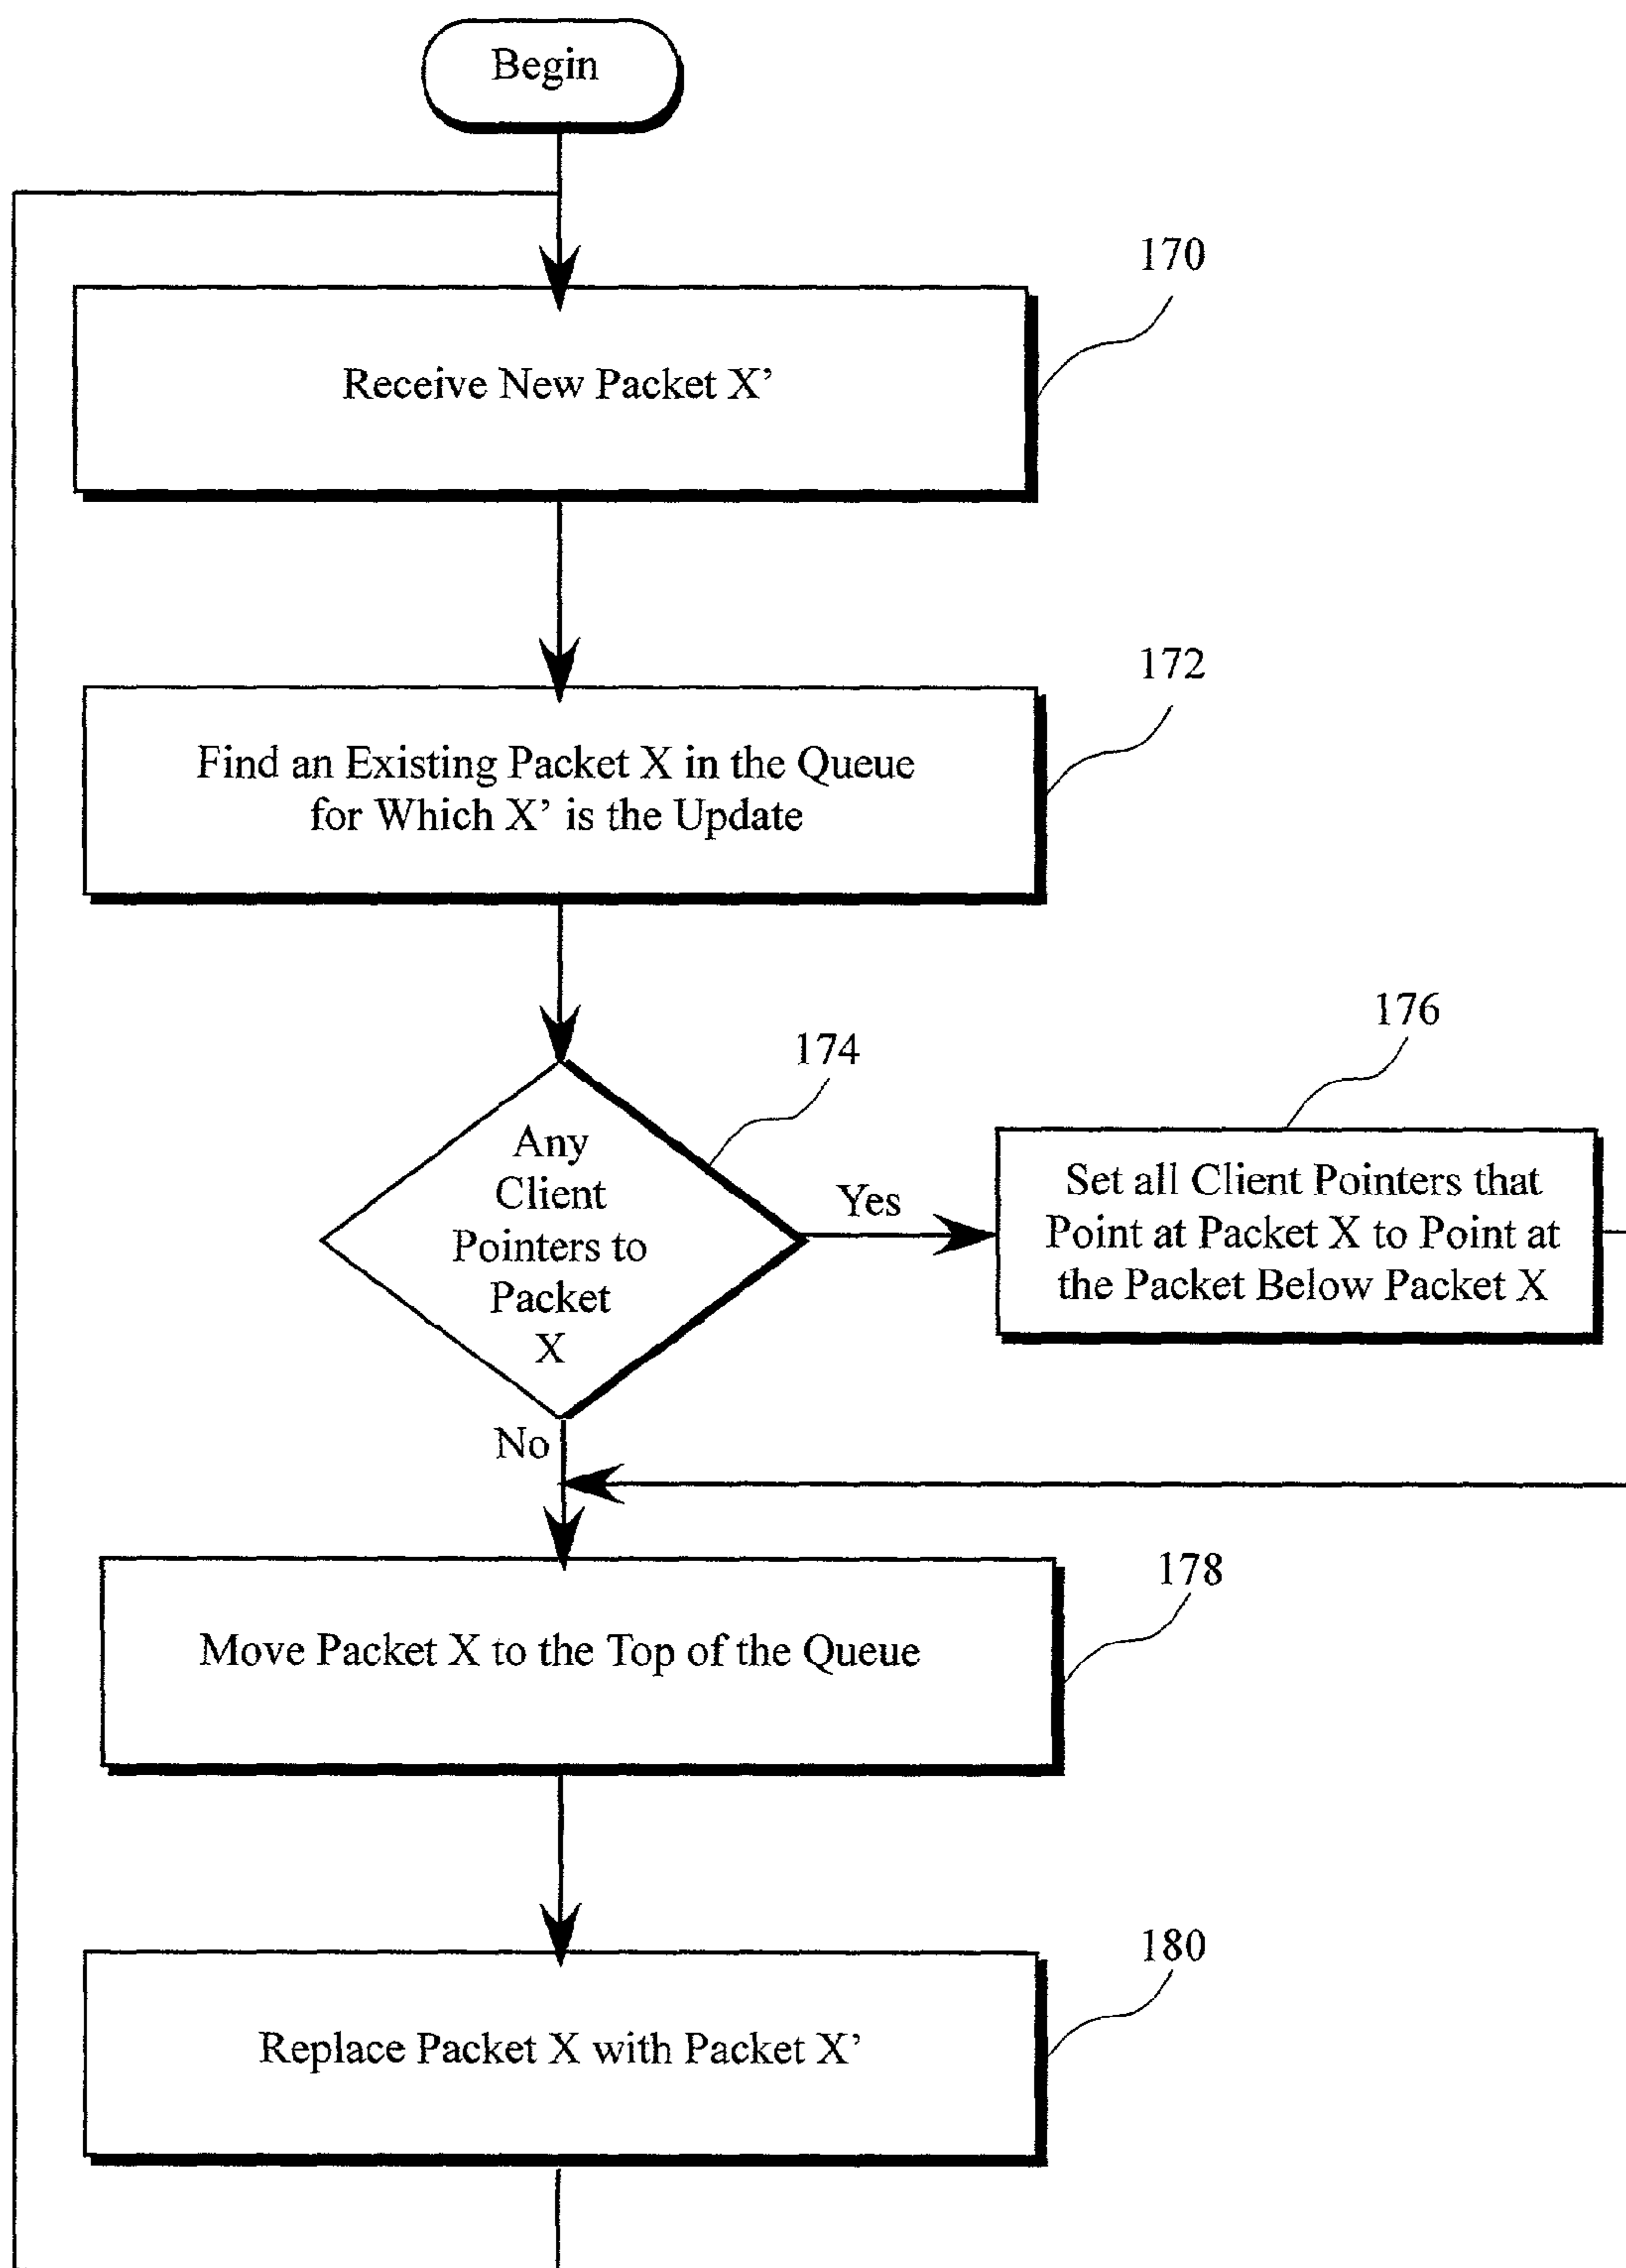 Begin
170
Receive New Packet X’
172
Find an Existing Packet X in the Queue
for Which X’ is the Update
174
Any
Client
Pointers to
Packet
X
Yes
176
Set all Client Pointers that
Point at Packet X to Point at
the Packet Below Packet X
No
178
Move Packet X to the Top of the Queue
180
Replace Packet X with Packet X’